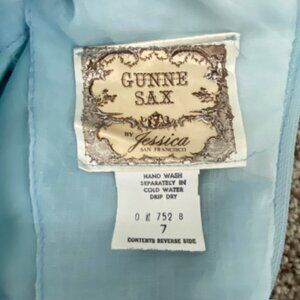 GUNNE
SAX
BY Jessica
SAN FRANCISCO
HAND WASH
SEPARATELY IN
COLD WATER
DRIP DRY
752 B
7
CONTENTS REVERSE SIDE